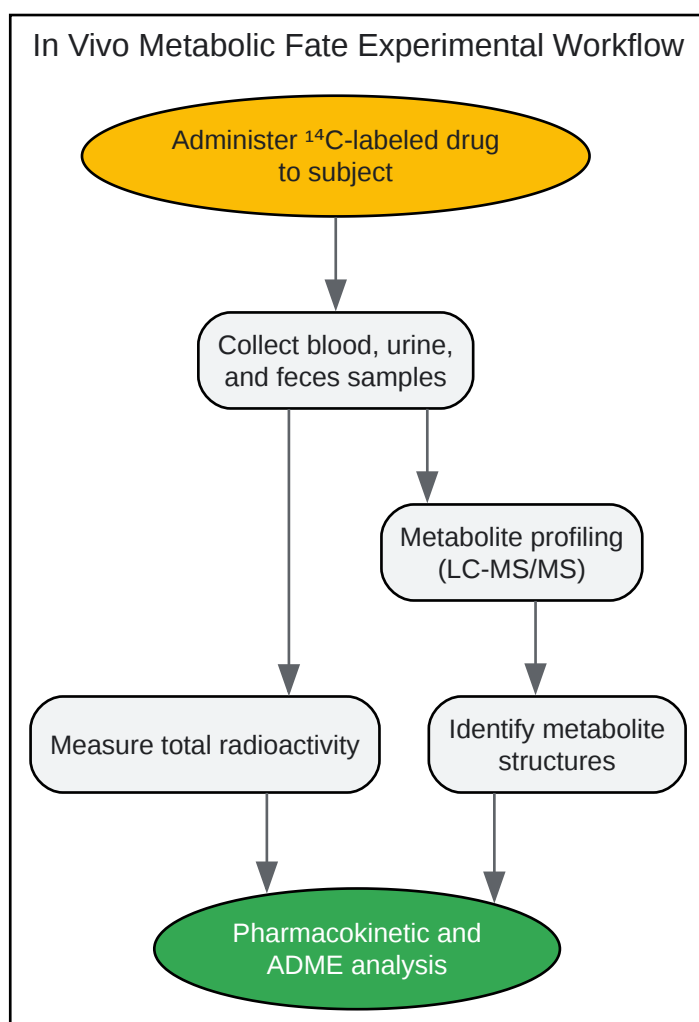 In Vivo Metabolic Fate Experimental Workflow
Administer ¹⁴C-labeled drug
to subject
Collect blood, urine,
and feces samples
Metabolite profiling
(LC-MS/MS)
Measure total radioactivity
Identify metabolite
structures
Pharmacokinetic and
ADME analysis